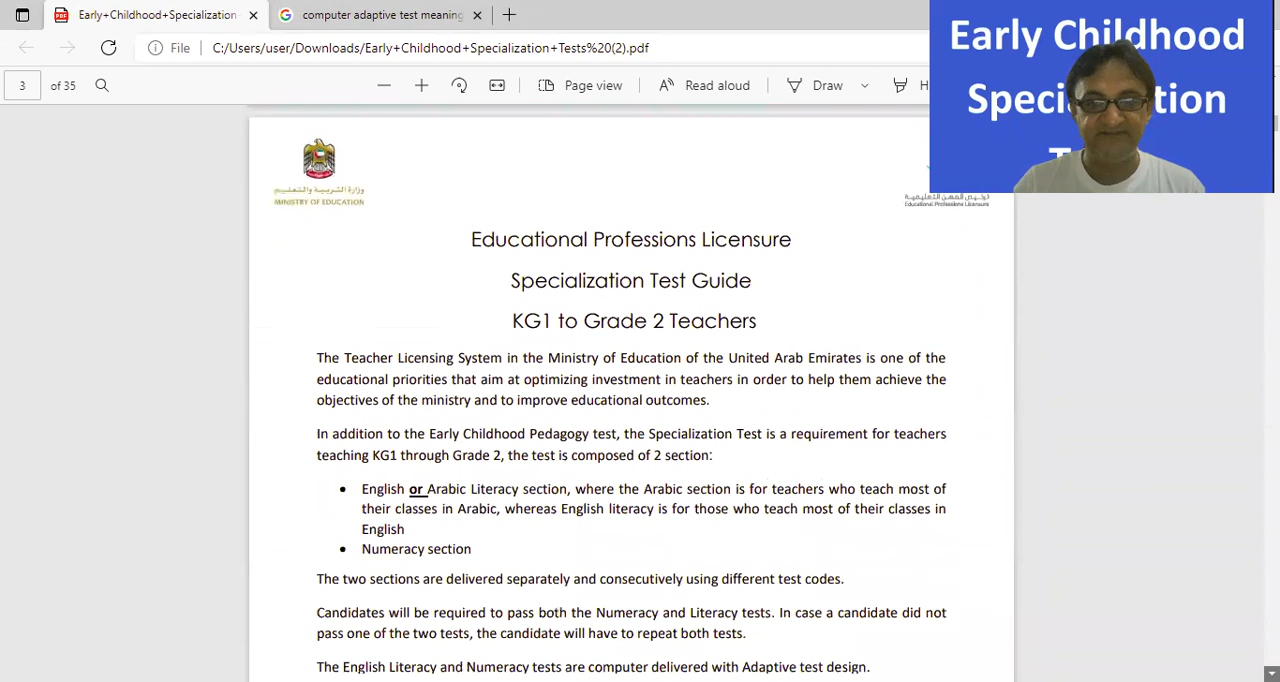 Early+Childhood+Specialization
computer adaptive test meaning
File C:/Users/user/Downloads/Early+Childhood+Specialization+Tests%20(2).pdf
3 of 35 Page view Read aloud Draw
Early Childhood
وزارة التربية والتعليم
MINISTRY OF EDUCATION
تراخيص المهن التعليمية
Educational Professions Licensure
Educational Professions Licensure
Specialization Test Guide
KG1 to Grade 2 Teachers
The Teacher Licensing System in the Ministry of Education of the United Arab Emirates is one of the
educational priorities that aim at optimizing investment in teachers in order to help them achieve the
objectives of the ministry and to improve educational outcomes.
In addition to the Early Childhood Pedagogy test, the Specialization Test is a requirement for teachers
teaching KG1 through Grade 2, the test is composed of 2 section:
• English or Arabic Literacy section, where the Arabic section is for teachers who teach most of
their classes in Arabic, whereas English literacy is for those who teach most of their classes in
English
• Numeracy section
The two sections are delivered separately and consecutively using different test codes.
Candidates will be required to pass both the Numeracy and Literacy tests. In case a candidate did not
pass one of the two tests, the candidate will have to repeat both tests.
The English Literacy and Numeracy tests are computer delivered with Adaptive test design.